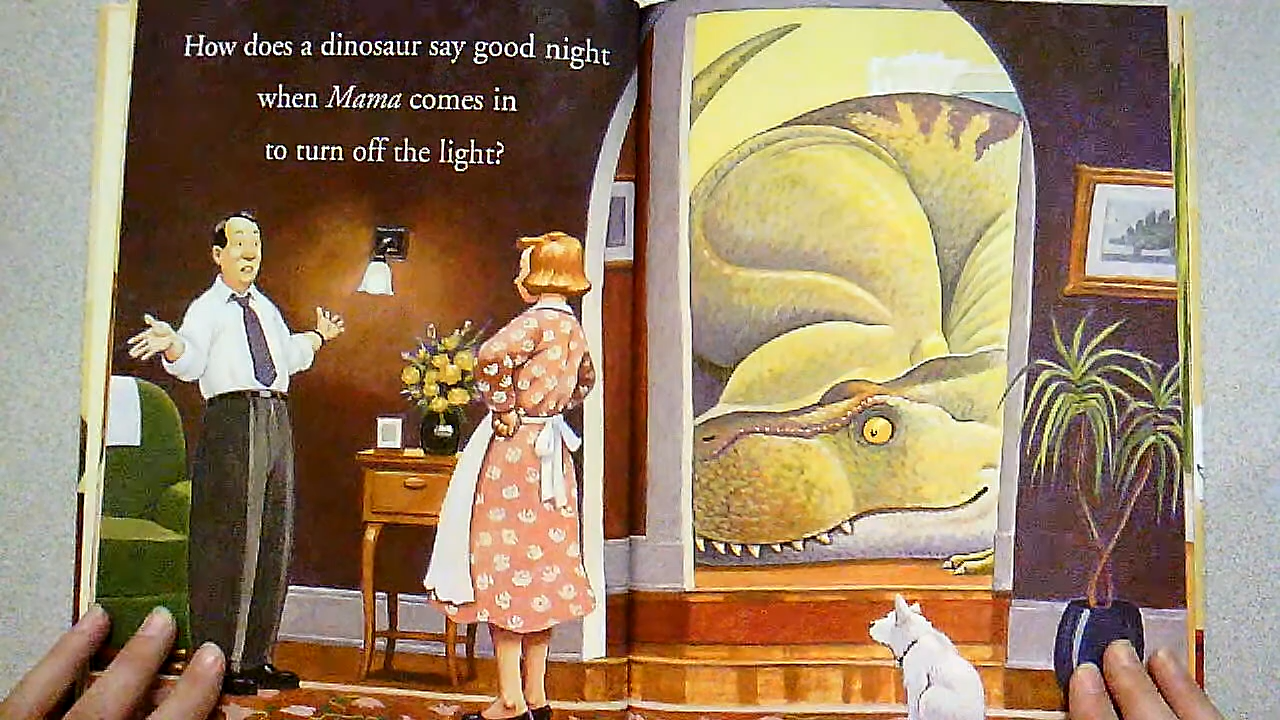 How does a dinosaur say good night
when Mama comes in
to turn off the light?